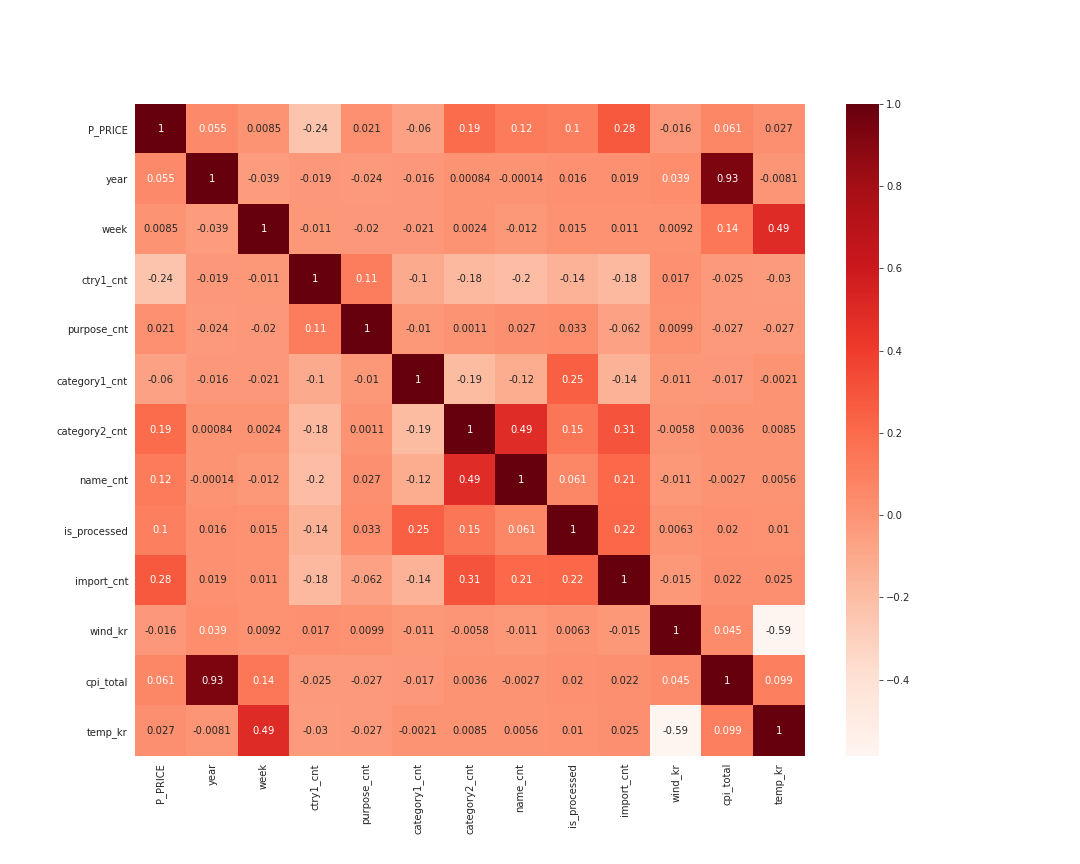 P_PRICE 1 0.055 0.0085 -0.24 0.021 -0.06 0.19 0.12 0.1 0.28 -0.016 0.061 0.027
year 0.055 1 -0.039 -0.019 -0.024 -0.016 0.00084 -0.00014 0.016 0.019 0.039 0.93 -0.0081
week 0.0085 -0.039 1 -0.011 -0.02 -0.021 0.0024 -0.012 0.015 0.011 0.0092 0.14 0.49
ctry1_cnt -0.24 -0.019 -0.011 1 0.11 -0.1 -0.18 -0.2 -0.14 -0.18 0.017 -0.025 -0.03
purpose_cnt 0.021 -0.024 -0.02 0.11 1 -0.01 0.0011 0.027 0.033 -0.062 0.0099 -0.027 -0.027
category1_cnt -0.06 -0.016 -0.021 -0.1 -0.01 1 -0.19 -0.12 0.25 -0.14 -0.011 -0.017 -0.0021
category2_cnt 0.19 0.00084 0.0024 -0.18 0.0011 -0.19 1 0.49 0.15 0.31 -0.0058 0.0036 0.0085
name_cnt 0.12 -0.00014 -0.012 -0.2 0.027 -0.12 0.49 1 0.061 0.21 -0.011 -0.0027 0.0056
is_processed 0.1 0.016 0.015 -0.14 0.033 0.25 0.15 0.061 1 0.22 0.0063 0.02 0.01
import_cnt 0.28 0.019 0.011 -0.18 -0.062 -0.14 0.31 0.21 0.22 1 -0.015 0.022 0.025
wind_kr -0.016 0.039 0.0092 0.017 0.0099 -0.011 -0.0058 -0.011 0.0063 -0.015 1 0.045 -0.59
cpi_total 0.061 0.93 0.14 -0.025 -0.027 -0.017 0.0036 -0.0027 0.02 0.022 0.045 1 0.099
temp_kr 0.027 -0.0081 0.49 -0.03 -0.027 -0.0021 0.0085 0.0056 0.01 0.025 -0.59 0.099 1
P_PRICE year week ctry1_cnt purpose_cnt category1_cnt category2_cnt name_cnt is_processed import_cnt wind_kr cpi_total temp_kr
1.0
0.8
0.6
0.4
0.2
0.0
−0.2
−0.4